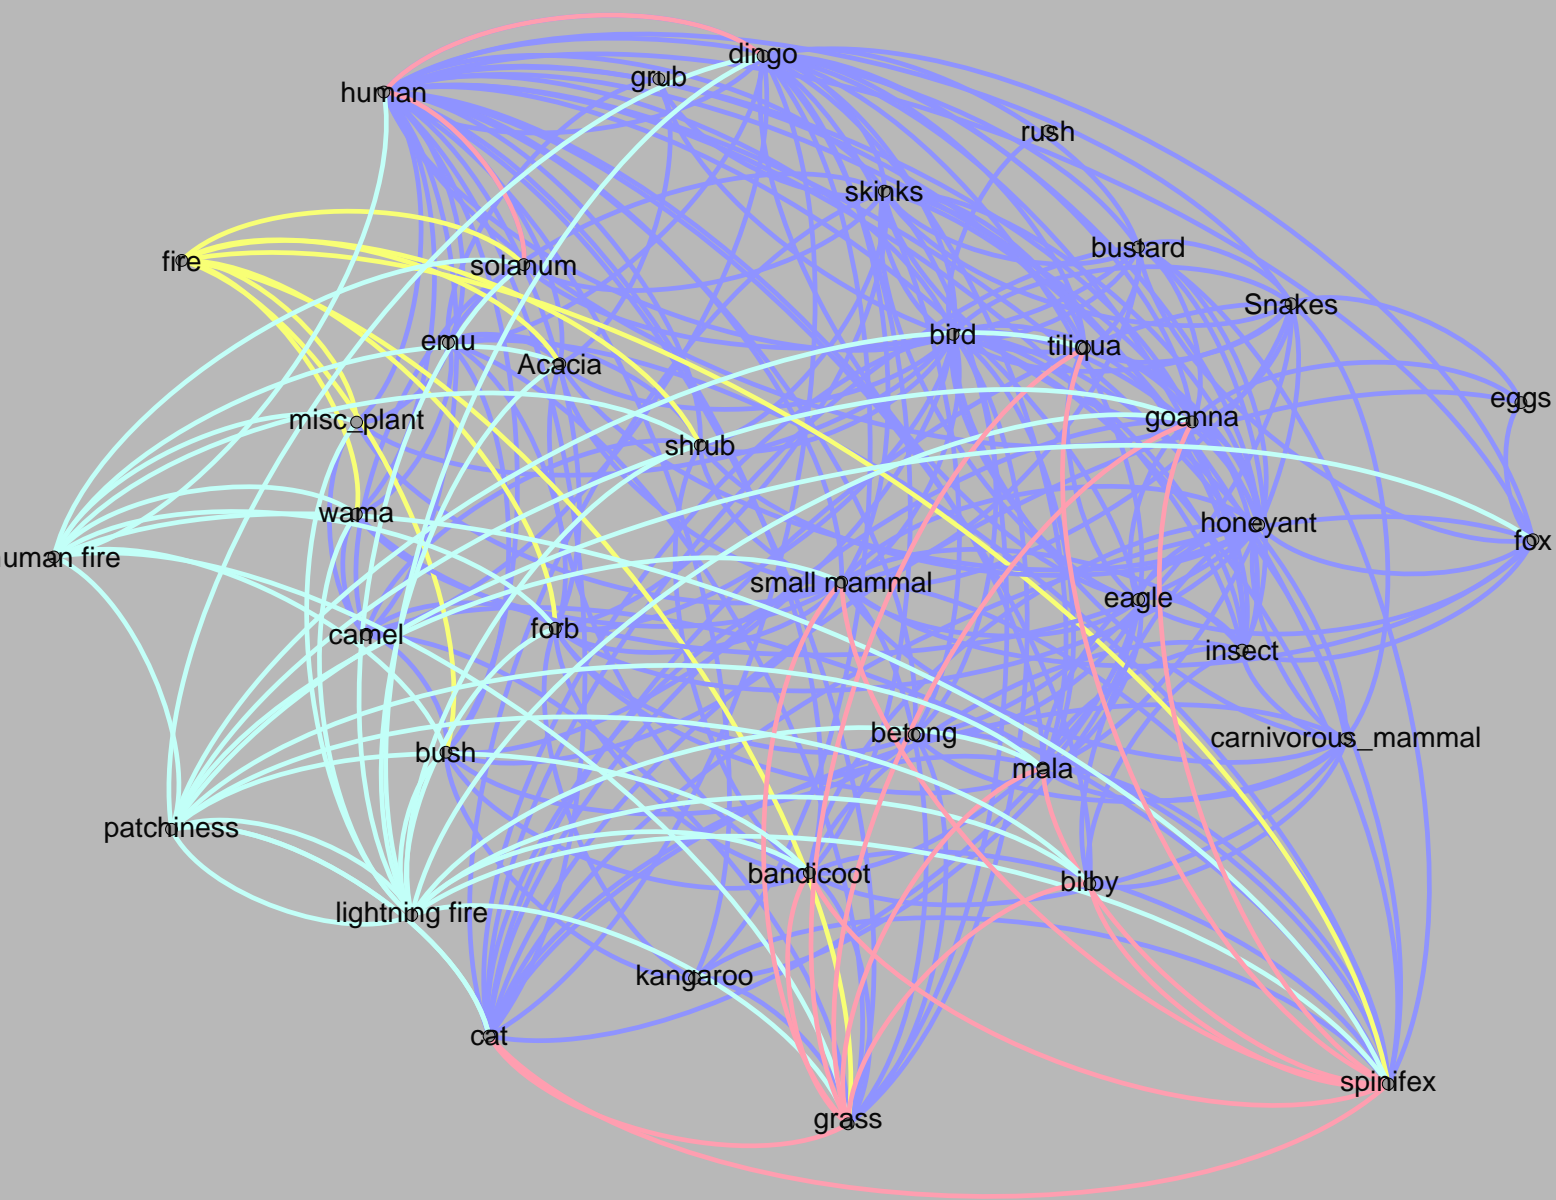 dingo
grub
human
rush
skinks
bustard
fire
solanum
Snakes
bird
emu
tiliqua
Acacia
eggs
misc_plant
goanna
shrub
wama
honeyant
fox
human fire
small mammal
eagle
forb
camel
insect
betong
carnivorous_mammal
bush
mala
patchiness
bandicoot
bilby
lightning fire
kangaroo
cat
spinifex
grass